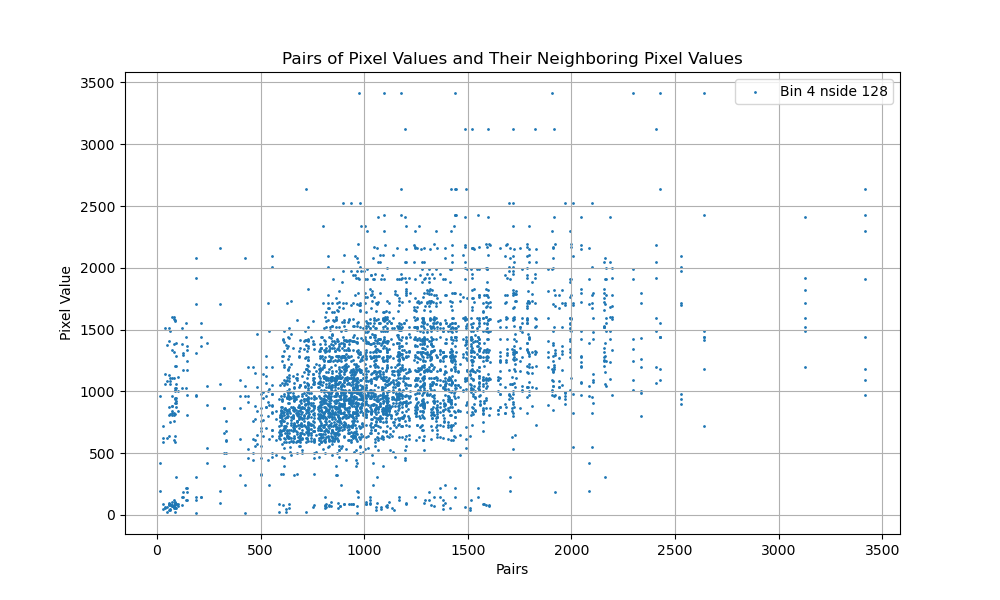 Pairs of Pixel Values and Their Neighboring Pixel Values
Bin 4 nside 128
3500
3000
2500
2000
1500
1000
500
0
Pixel Value
0 500 1000 1500 2000 2500 3000 3500
Pairs